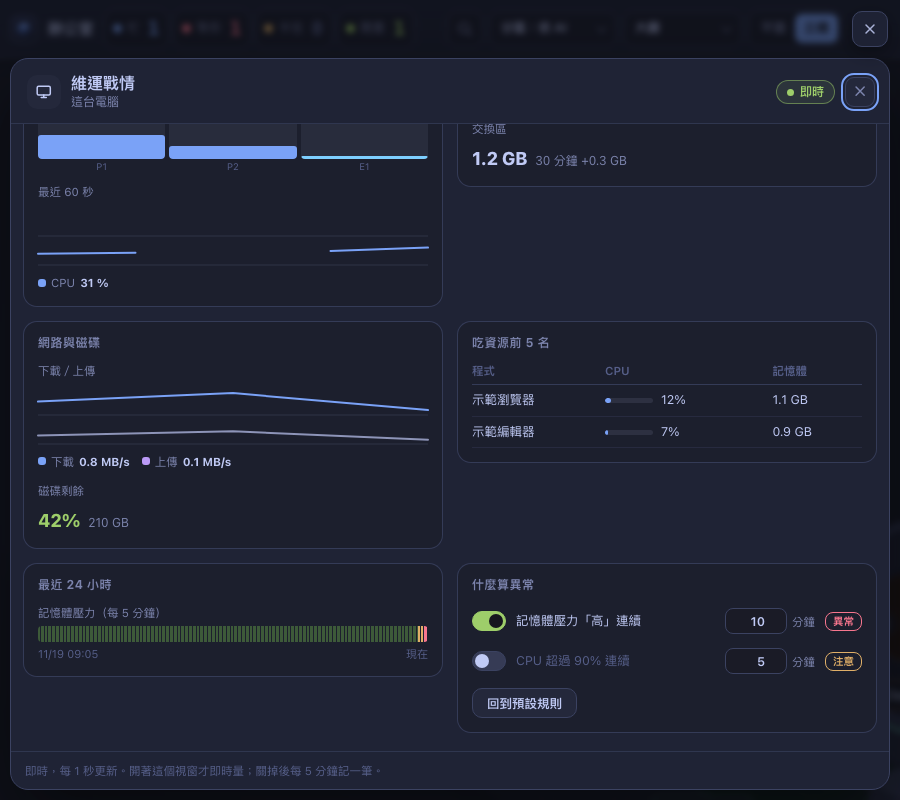 維運戰情
這台電腦
即時
P1 P2 E1
最近 60 秒
CPU 31 %
交換區
1.2 GB 30 分鐘 +0.3 GB
網路與磁碟
下載 / 上傳
下載 0.8 MB/s 上傳 0.1 MB/s
磁碟剩餘
42% 210 GB
吃資源前 5 名
程式 CPU 記憶體
示範瀏覽器 12% 1.1 GB
示範編輯器 7% 0.9 GB
最近 24 小時
記憶體壓力（每 5 分鐘）
11/19 09:05 現在
什麼算異常
記憶體壓力「高」連續 10 分鐘 異常
CPU 超過 90% 連續 5 分鐘 注意
回到預設規則
即時，每 1 秒更新。開著這個視窗才即時量；關掉後每 5 分鐘記一筆。